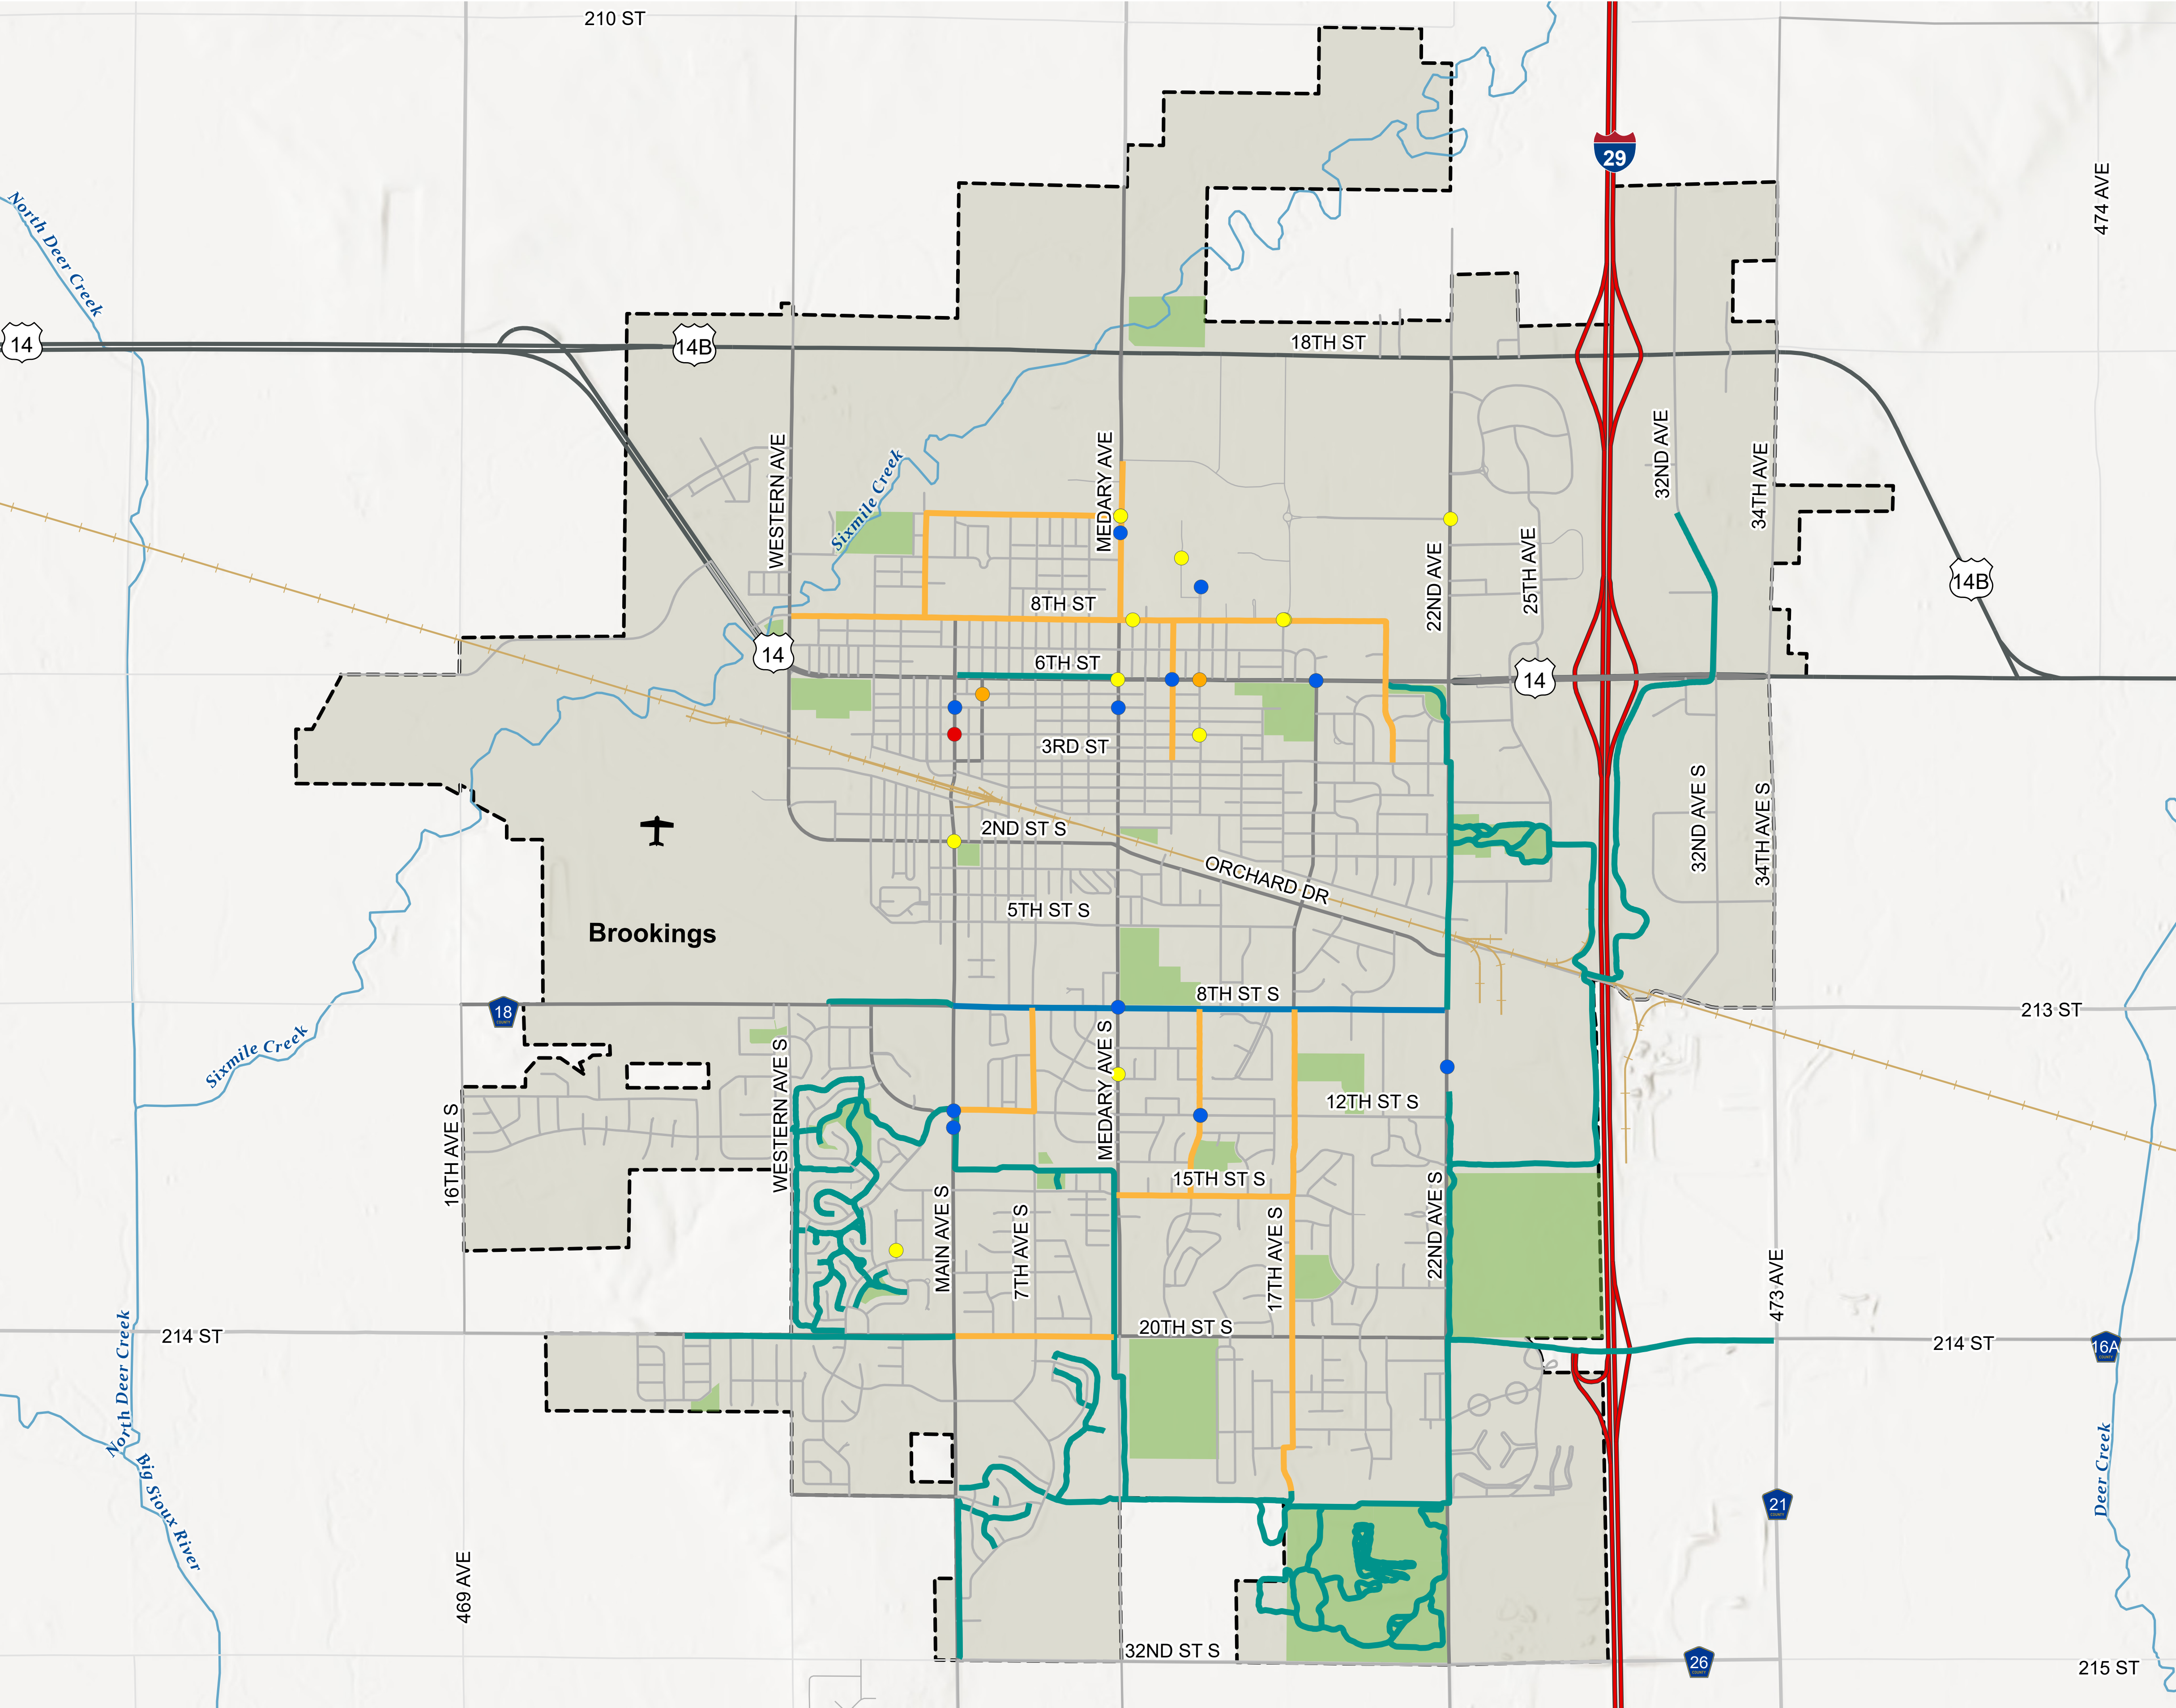 210 ST
29
474 AVE
North Deer Creek
14
14B
18TH ST
WESTERN AVE
Sixmile Creek
MEDARY AVE
22ND AVE
25TH AVE
32ND AVE
34TH AVE
14B
8TH ST
14
6TH ST
14
3RD ST
2ND ST S
ORCHARD DR
32ND AVE S
34TH AVE S
5TH ST S
Brookings
18
COUNTY
8TH ST S
213 ST
Sixmile Creek
WESTERN AVE S
MEDARY AVE S
12TH ST S
16TH AVE S
15TH ST S
MAIN AVE S
7TH AVE S
17TH AVE S
22ND AVE S
473 AVE
North Deer Creek
214 ST
20TH ST S
214 ST
16A
COUNTY
Big Sioux River
Deer Creek
21
COUNTY
469 AVE
32ND ST S
26
COUNTY
215 ST